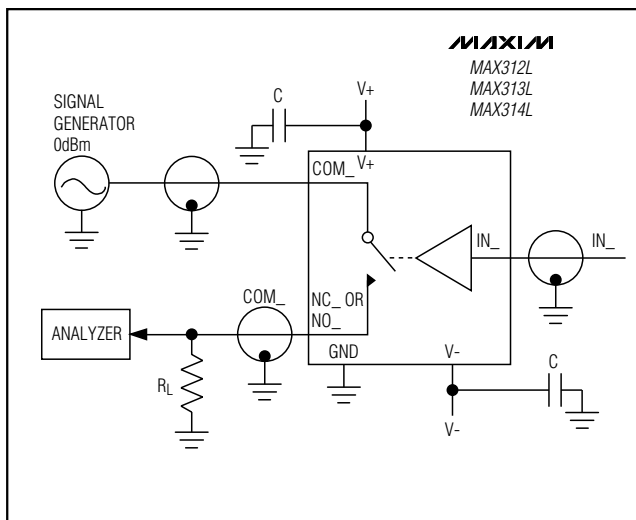 MAXIM
MAX312L
MAX313L
MAX314L
SIGNAL
GENERATOR
0dBm
C
V+
V+
COM_
IN_
IN_
COM_
NC_ OR
NO_
ANALYZER
RL
GND
V-
C
V-